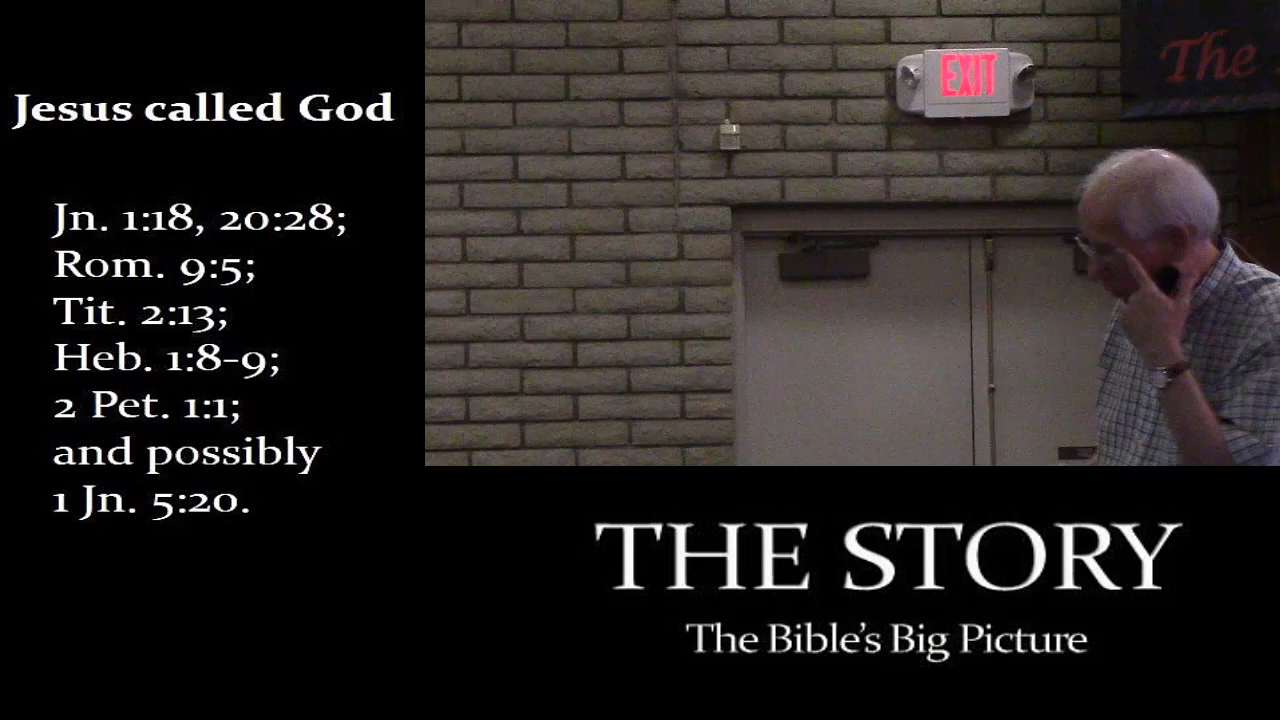 Jesus called God
Jn. 1:18, 20:28;
Rom. 9:5;
Tit. 2:13;
Heb. 1:8-9;
2 Pet. 1:1;
and possibly
1 Jn. 5:20.
EXIT
The
THE STORY
The Bible's Big Picture